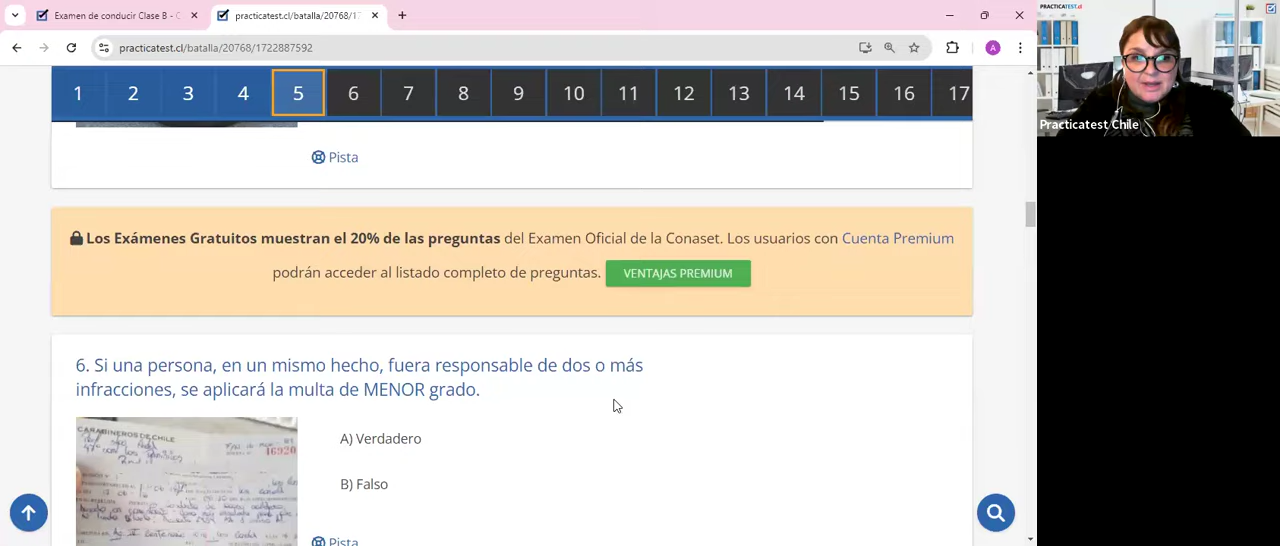 Examen de conducir Clase B - C
practicatest.cl/batalla/20768/17
practicatest.cl/batalla/20768/1722887592
A
PRACTICATEST.cl
Practicatest Chile
1 2 3 4 5 6 7 8 9 10 11 12 13 14 15 16 17
Pista
Los Exámenes Gratuitos muestran el 20% de las preguntas del Examen Oficial de la Conaset. Los usuarios con Cuenta Premium
podrán acceder al listado completo de preguntas. VENTAJAS PREMIUM
6. Si una persona, en un mismo hecho, fuera responsable de dos o más
infracciones, se aplicará la multa de MENOR grado.
CARABINEROS DE CHILE
46920
A) Verdadero
B) Falso
Pista